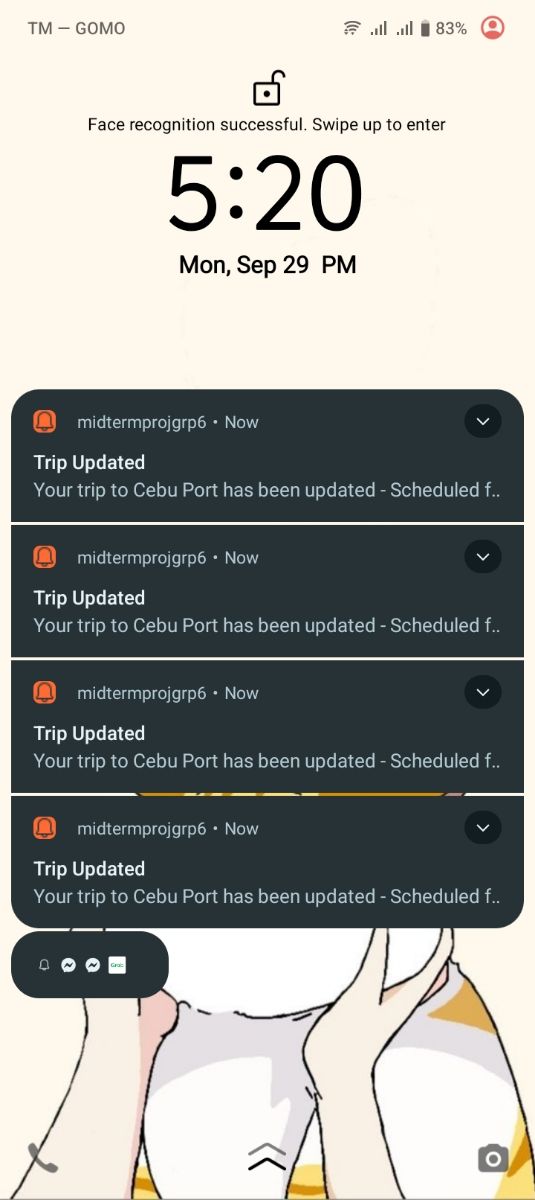 TM — GOMO 83%
Face recognition successful. Swipe up to enter
5:20
Mon, Sep 29 PM
midtermprojgrp6 • Now
Trip Updated
Your trip to Cebu Port has been updated - Scheduled f..
midtermprojgrp6 • Now
Trip Updated
Your trip to Cebu Port has been updated - Scheduled f..
midtermprojgrp6 • Now
Trip Updated
Your trip to Cebu Port has been updated - Scheduled f..
midtermprojgrp6 • Now
Trip Updated
Your trip to Cebu Port has been updated - Scheduled f..
Grab